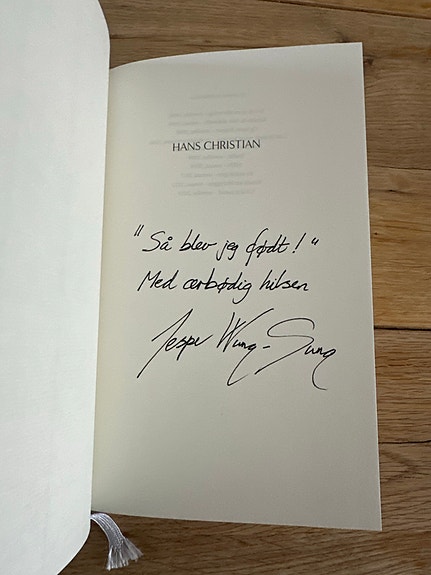 HANS CHRISTIAN
"Så blev jeg født!"
Med ærbødig hilsen
Jesper Wung-Sung